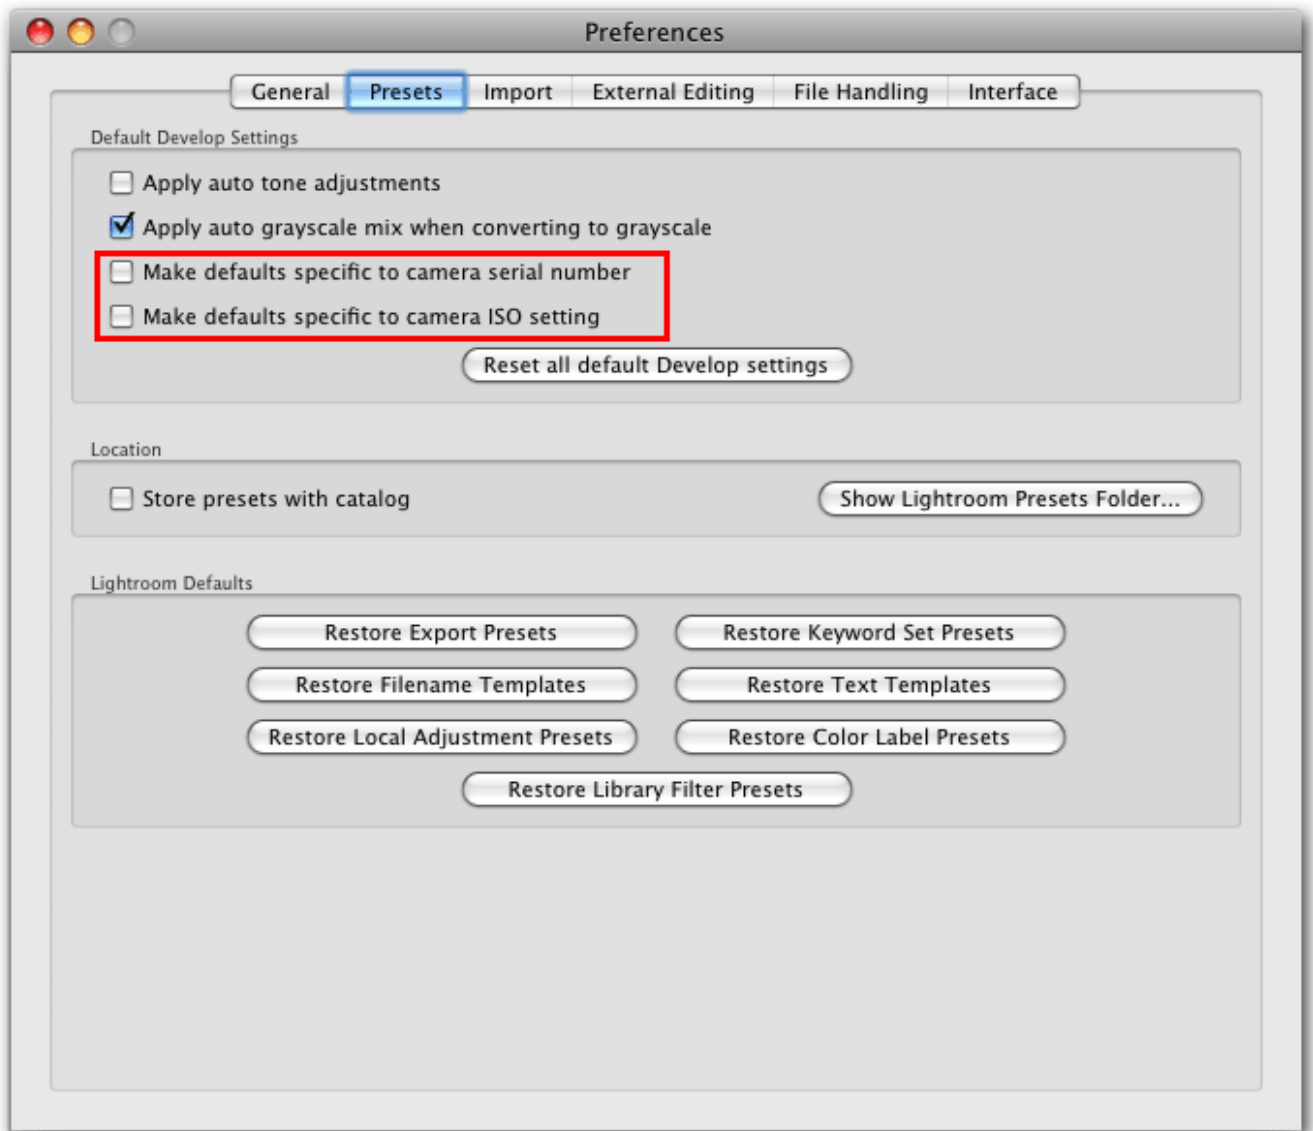 Preferences
General Presets Import External Editing File Handling Interface
Default Develop Settings
Apply auto tone adjustments
Apply auto grayscale mix when converting to grayscale
Make defaults specific to camera serial number
Make defaults specific to camera ISO setting
Reset all default Develop settings
Location
Store presets with catalog Show Lightroom Presets Folder...
Lightroom Defaults
Restore Export Presets Restore Keyword Set Presets
Restore Filename Templates Restore Text Templates
Restore Local Adjustment Presets Restore Color Label Presets
Restore Library Filter Presets